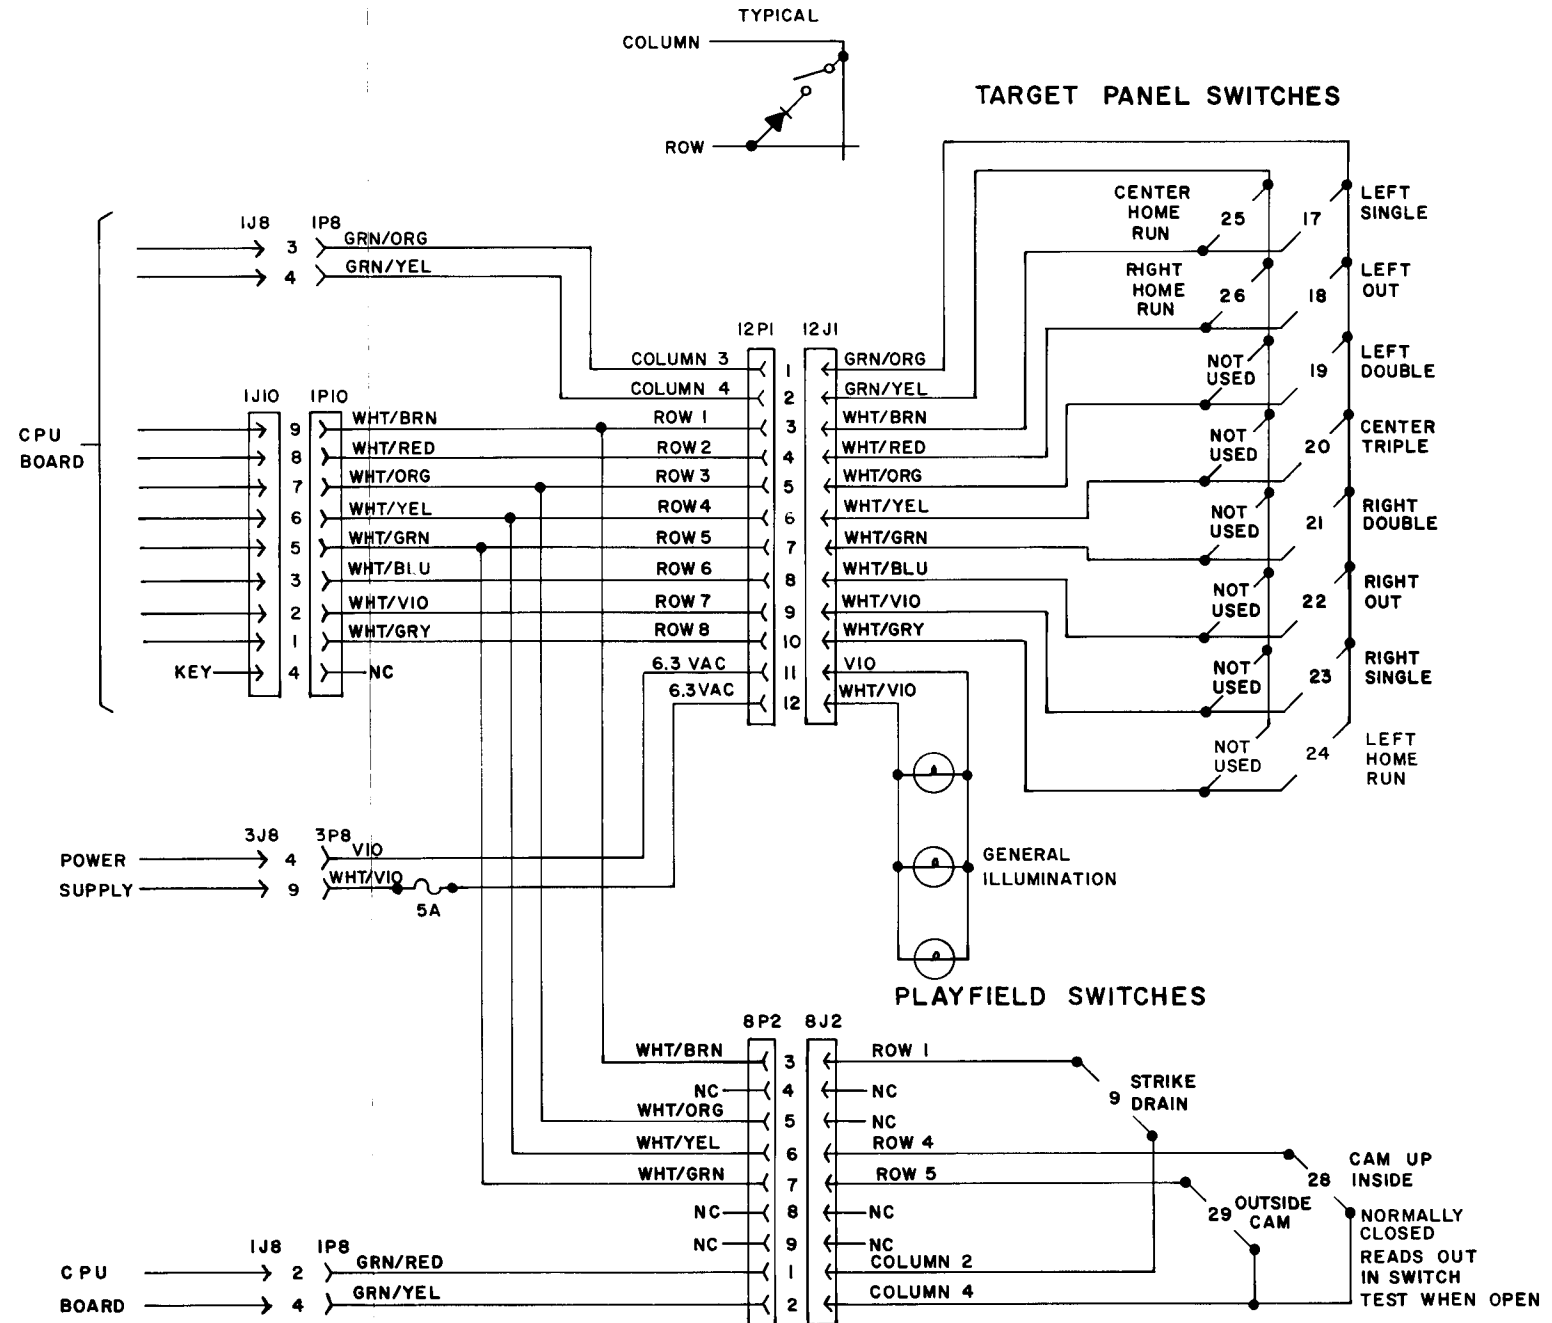 TYPICAL
COLUMN
ROW
TARGET PANEL SWITCHES
CPU
BOARD
1J8 1P8
3 GRN/ORG
4 GRN/YEL
1J10 1P10
9 WHT/BRN ROW 1
8 WHT/RED ROW 2
7 WHT/ORG ROW 3
6 WHT/YEL ROW 4
5 WHT/GRN ROW 5
3 WHT/BLU ROW 6
2 WHT/VIO ROW 7
1 WHT/GRY ROW 8
KEY 4 NC
12P1 12J1
COLUMN 3 1 GRN/ORG
COLUMN 4 2 GRN/YEL
3 WHT/BRN
4 WHT/RED
5 WHT/ORG
6 WHT/YEL
7 WHT/GRN
8 WHT/BLU
9 WHT/VIO
10 WHT/GRY
6.3 VAC 11 VIO
6.3VAC 12 WHT/VIO
CENTER
HOME
RUN
25 17
LEFT
SINGLE
RIGHT
HOME
RUN
26 18
LEFT
OUT
NOT
USED
19
LEFT
DOUBLE
NOT
USED
20
CENTER
TRIPLE
NOT
USED
21
RIGHT
DOUBLE
NOT
USED
22
RIGHT
OUT
NOT
USED
23
RIGHT
SINGLE
NOT
USED
24
LEFT
HOME
RUN
3J8 3P8
POWER
SUPPLY
4 VIO
9 WHT/VIO
5A
GENERAL
ILLUMINATION
PLAYFIELD SWITCHES
8P2 8J2
WHT/BRN 3 ROW 1
NC 4 NC
WHT/ORG 5 NC
WHT/YEL 6 ROW 4
WHT/GRN 7 ROW 5
NC 8 NC
NC 9 NC
1 COLUMN 2
2 COLUMN 4
9
STRIKE
DRAIN
28
CAM UP
INSIDE
29
OUTSIDE
CAM
NORMALLY
CLOSED
READS OUT
IN SWITCH
TEST WHEN OPEN
1J8 1P8
CPU
BOARD
2 GRN/RED
4 GRN/YEL